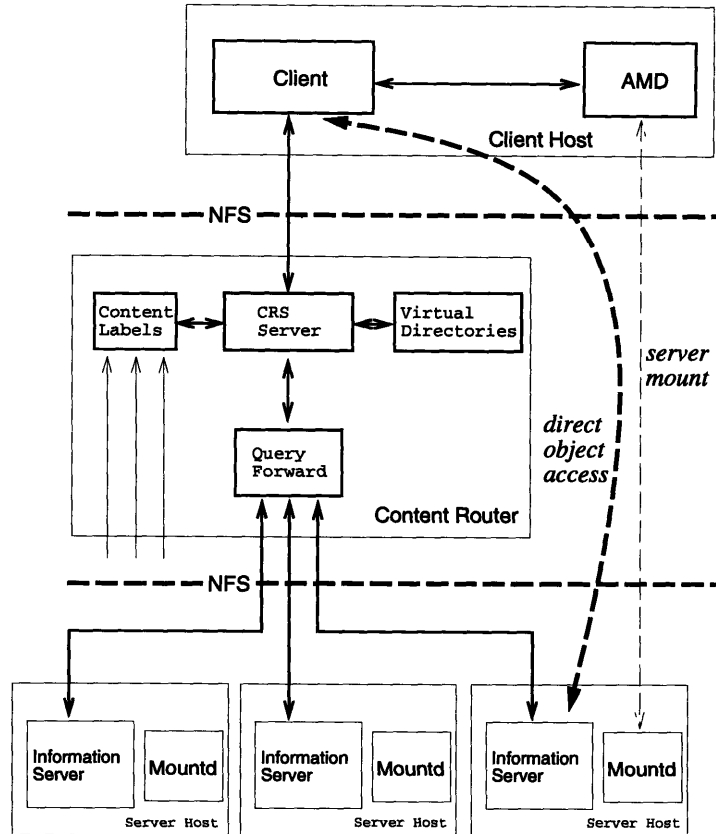 Client
AMD
Client Host
NFS
Content
Labels
CRS
Server
Virtual
Directories
server
mount
direct
object
access
Query
Forward
Content Router
NFS
Information
Server
Mountd
Server Host
Information
Server
Mountd
Server Host
Information
Server
Mountd
Server Host